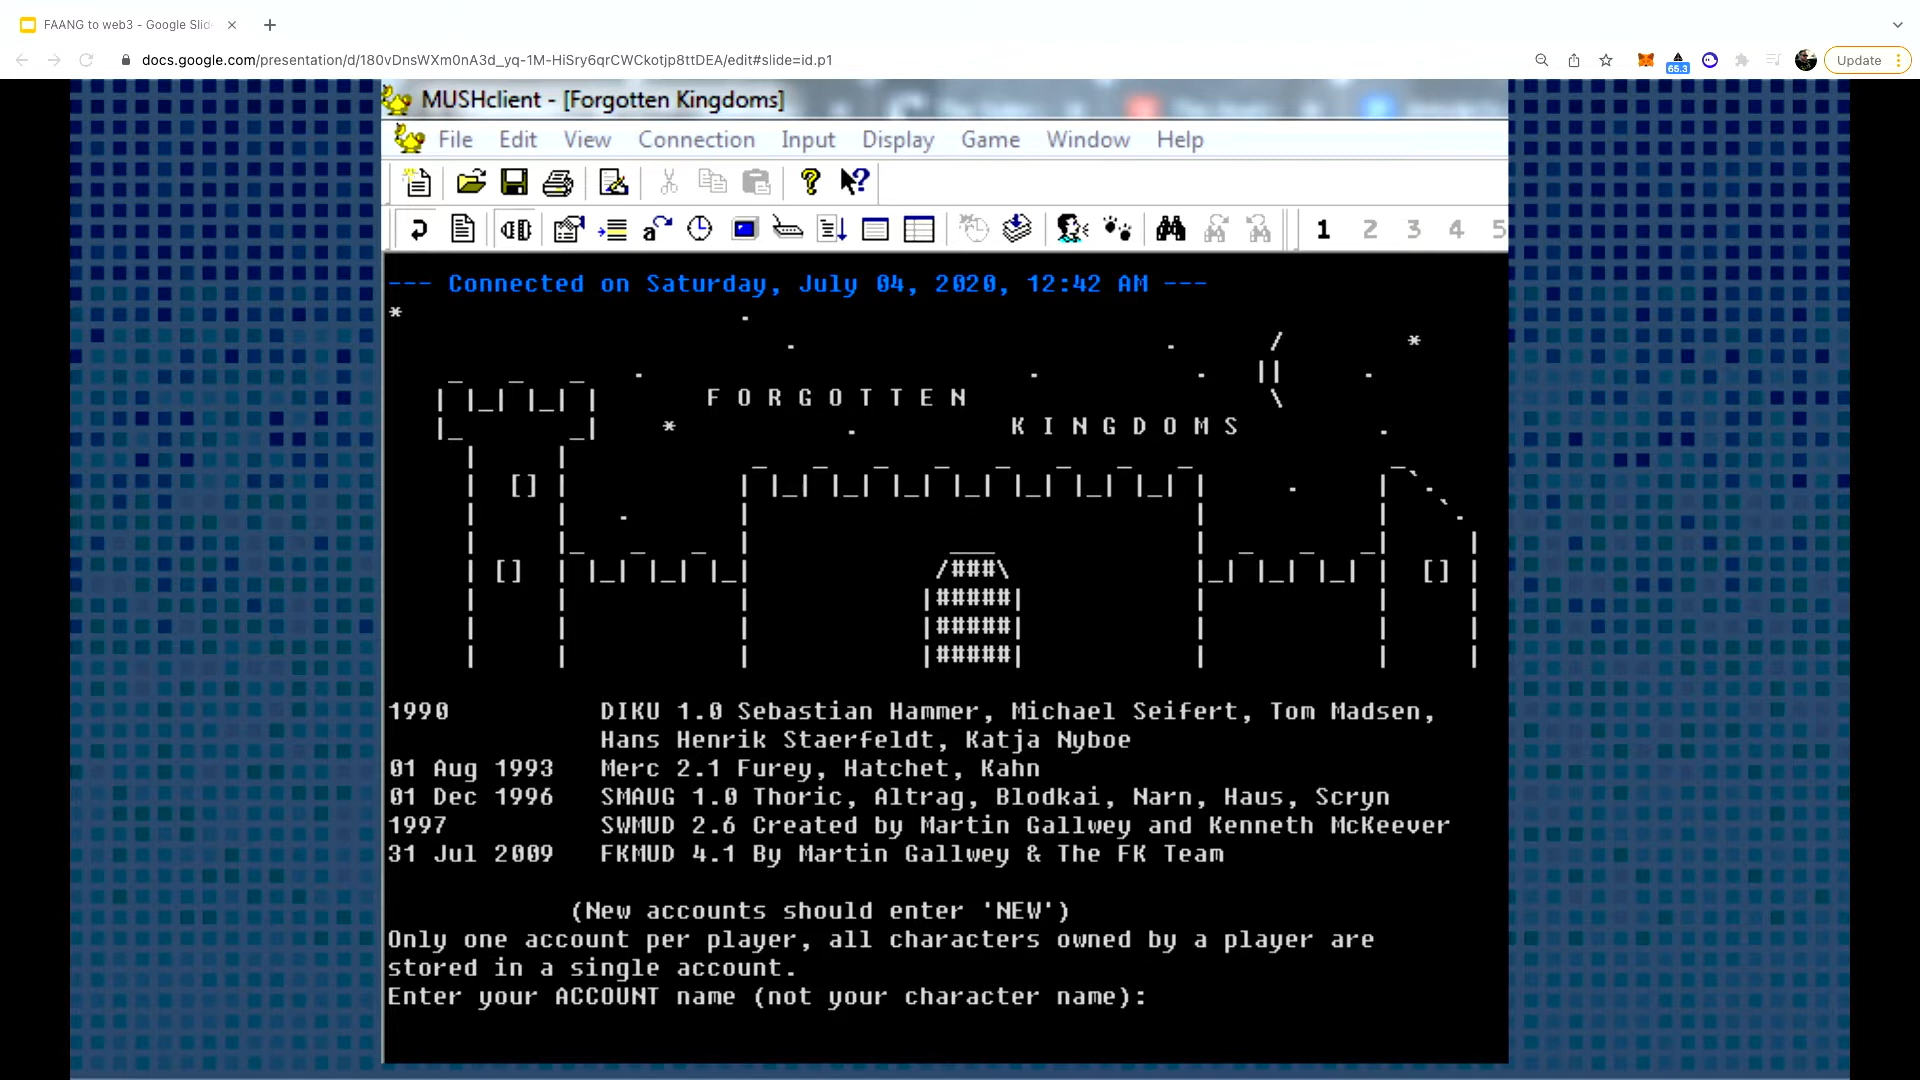 FAANG to web3 - Google Slid
docs.google.com/presentation/d/180vDnsWXm0nA3d_yq-1M-HiSry6qrCWCkotjp8ttDEA/edit#slide=id.p1
65.3
Update
MUSHclient - [Forgotten Kingdoms]
File Edit View Connection Input Display Game Window Help
1 2 3 4 5
--- Connected on Saturday, July 04, 2020, 12:42 AM ---
F O R G O T T E N
K I N G D O M S
1990 DIKU 1.0 Sebastian Hammer, Michael Seifert, Tom Madsen,
Hans Henrik Staerfeldt, Katja Nyboe
01 Aug 1993 Merc 2.1 Furey, Hatchet, Kahn
01 Dec 1996 SMAUG 1.0 Thoric, Altrag, Blodkai, Narn, Haus, Scryn
1997 SWMUD 2.6 Created by Martin Gallwey and Kenneth McKeever
31 Jul 2009 FKMUD 4.1 By Martin Gallwey & The FK Team
(New accounts should enter 'NEW')
Only one account per player, all characters owned by a player are
stored in a single account.
Enter your ACCOUNT name (not your character name):